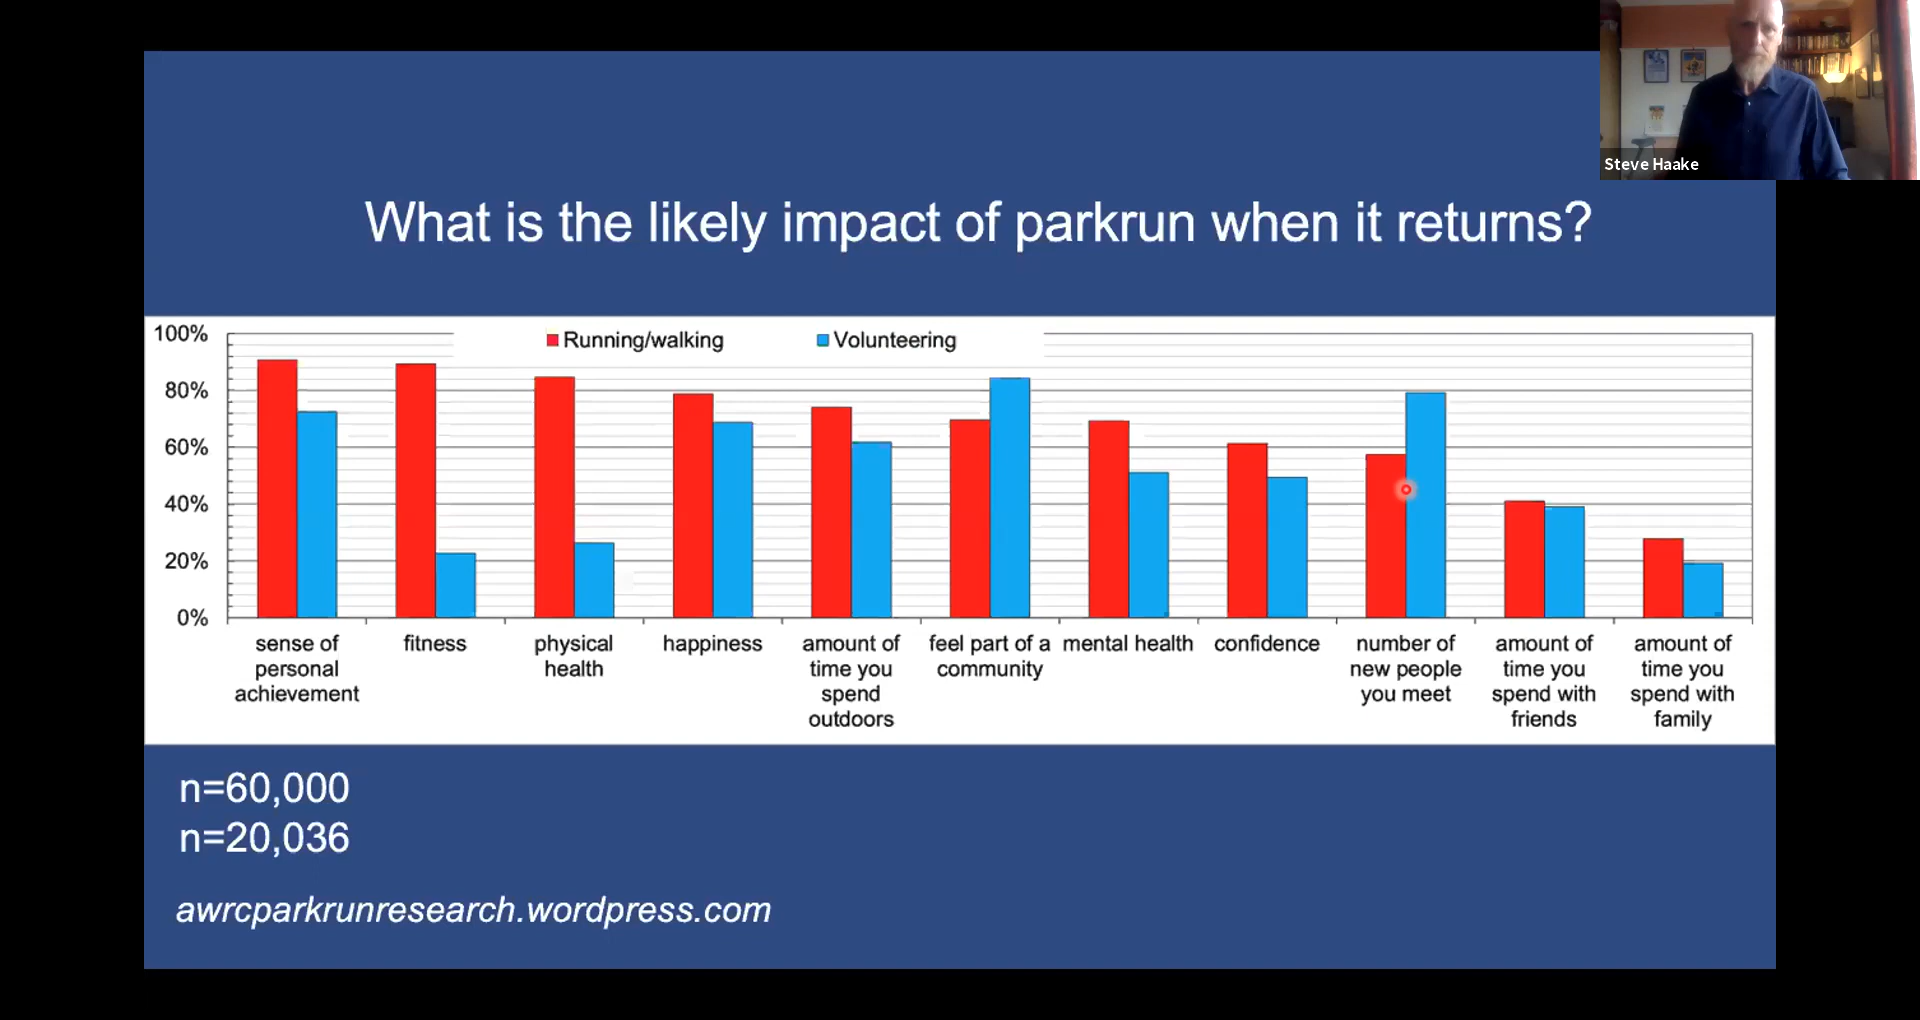 Steve Haake
What is the likely impact of parkrun when it returns?
100%
80%
60%
40%
20%
0%
Running/walking
Volunteering
sense of
personal
achievement
fitness
physical
health
happiness
amount of
time you
spend
outdoors
feel part of a
community
mental health
confidence
number of
new people
you meet
amount of
time you
spend with
friends
amount of
time you
spend with
family
n=60,000
n=20,036
awrcparkrunresearch.wordpress.com